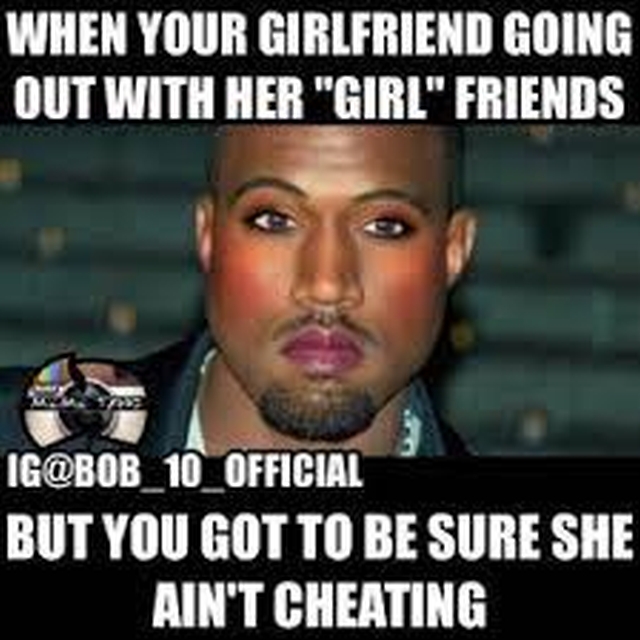 WHEN YOUR GIRLFRIEND GOING
OUT WITH HER "GIRL" FRIENDS
IG@BOB_10_OFFICIAL
BUT YOU GOT TO BE SURE SHE
AIN'T CHEATING